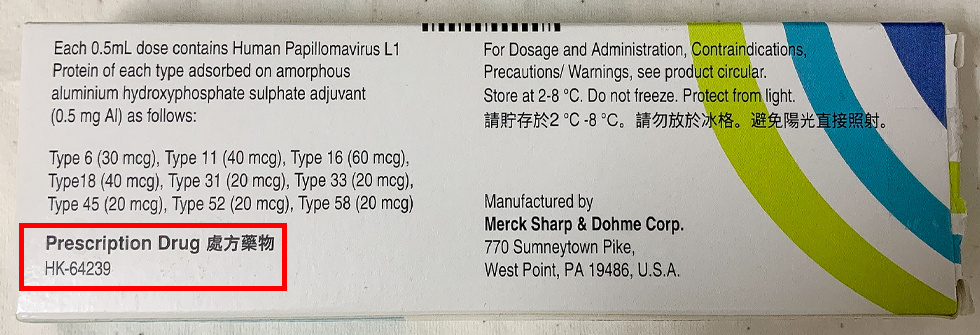 Each 0.5mL dose contains Human Papillomavirus L1
Protein of each type adsorbed on amorphous
aluminium hydroxyphosphate sulphate adjuvant
(0.5 mg Al) as follows:
Type 6 (30 mcg), Type 11 (40 mcg), Type 16 (60 mcg),
Type18 (40 mcg), Type 31 (20 mcg), Type 33 (20 mcg),
Type 45 (20 mcg), Type 52 (20 mcg), Type 58 (20 mcg)
Prescription Drug 處方藥物
HK-64239
For Dosage and Administration, Contraindications,
Precautions/ Warnings, see product circular.
Store at 2-8 °C. Do not freeze. Protect from light.
請貯存於2 °C -8 °C。請勿放於冰格。避免陽光直接照射。
Manufactured by
Merck Sharp & Dohme Corp.
770 Sumneytown Pike,
West Point, PA 19486, U.S.A.